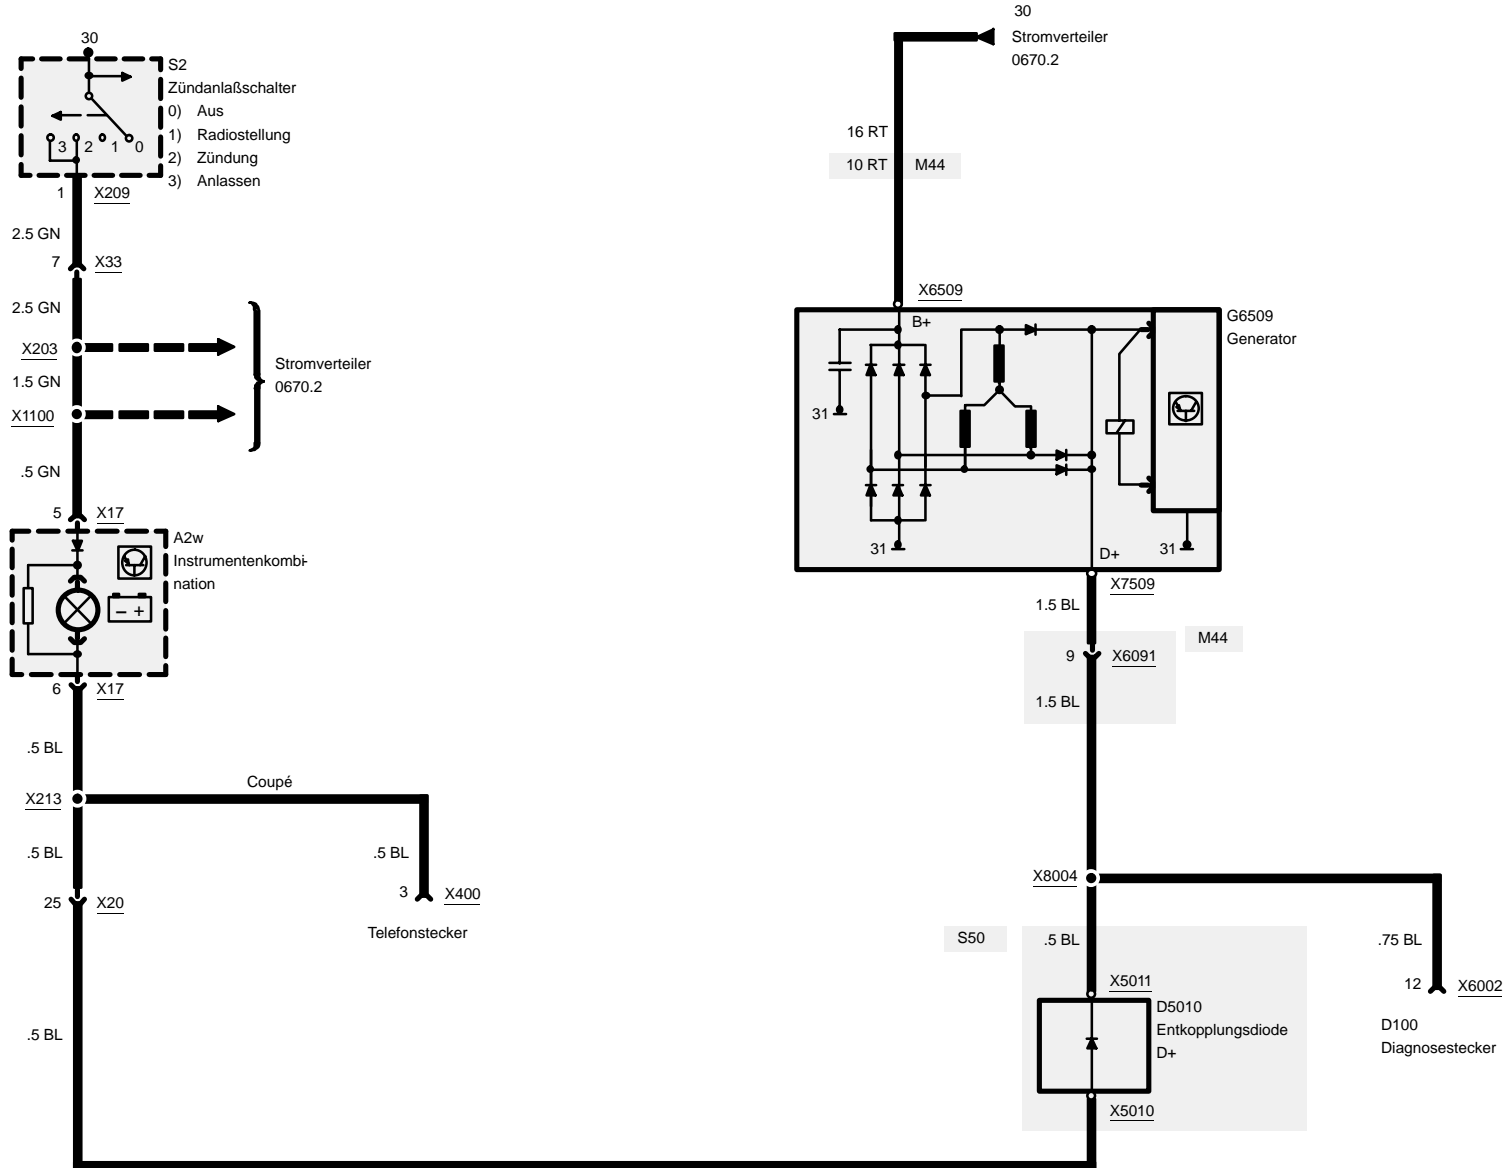 30
S2
Zündanlaßschalter
0) Aus
1) Radiostellung
2) Zündung
3) Anlassen
3 2 1 0
1 X209
2.5 GN
7 X33
2.5 GN
X203
1.5 GN
X1100
Stromverteiler
0670.2
.5 GN
5 X17
A2w
Instrumentenkombi-
nation
– +
6 X17
.5 BL
X213
Coupé
.5 BL
.5 BL
3 X400
Telefonstecker
25 X20
.5 BL
30
Stromverteiler
0670.2
16 RT
10 RT M44
X6509
B+
G6509
Generator
31
31
31
D+
X7509
1.5 BL
M44
9 X6091
1.5 BL
X8004
S50
.5 BL
.75 BL
X5011
12 X6002
D5010
Entkopplungsdiode
D+
D100
Diagnosestecker
X5010